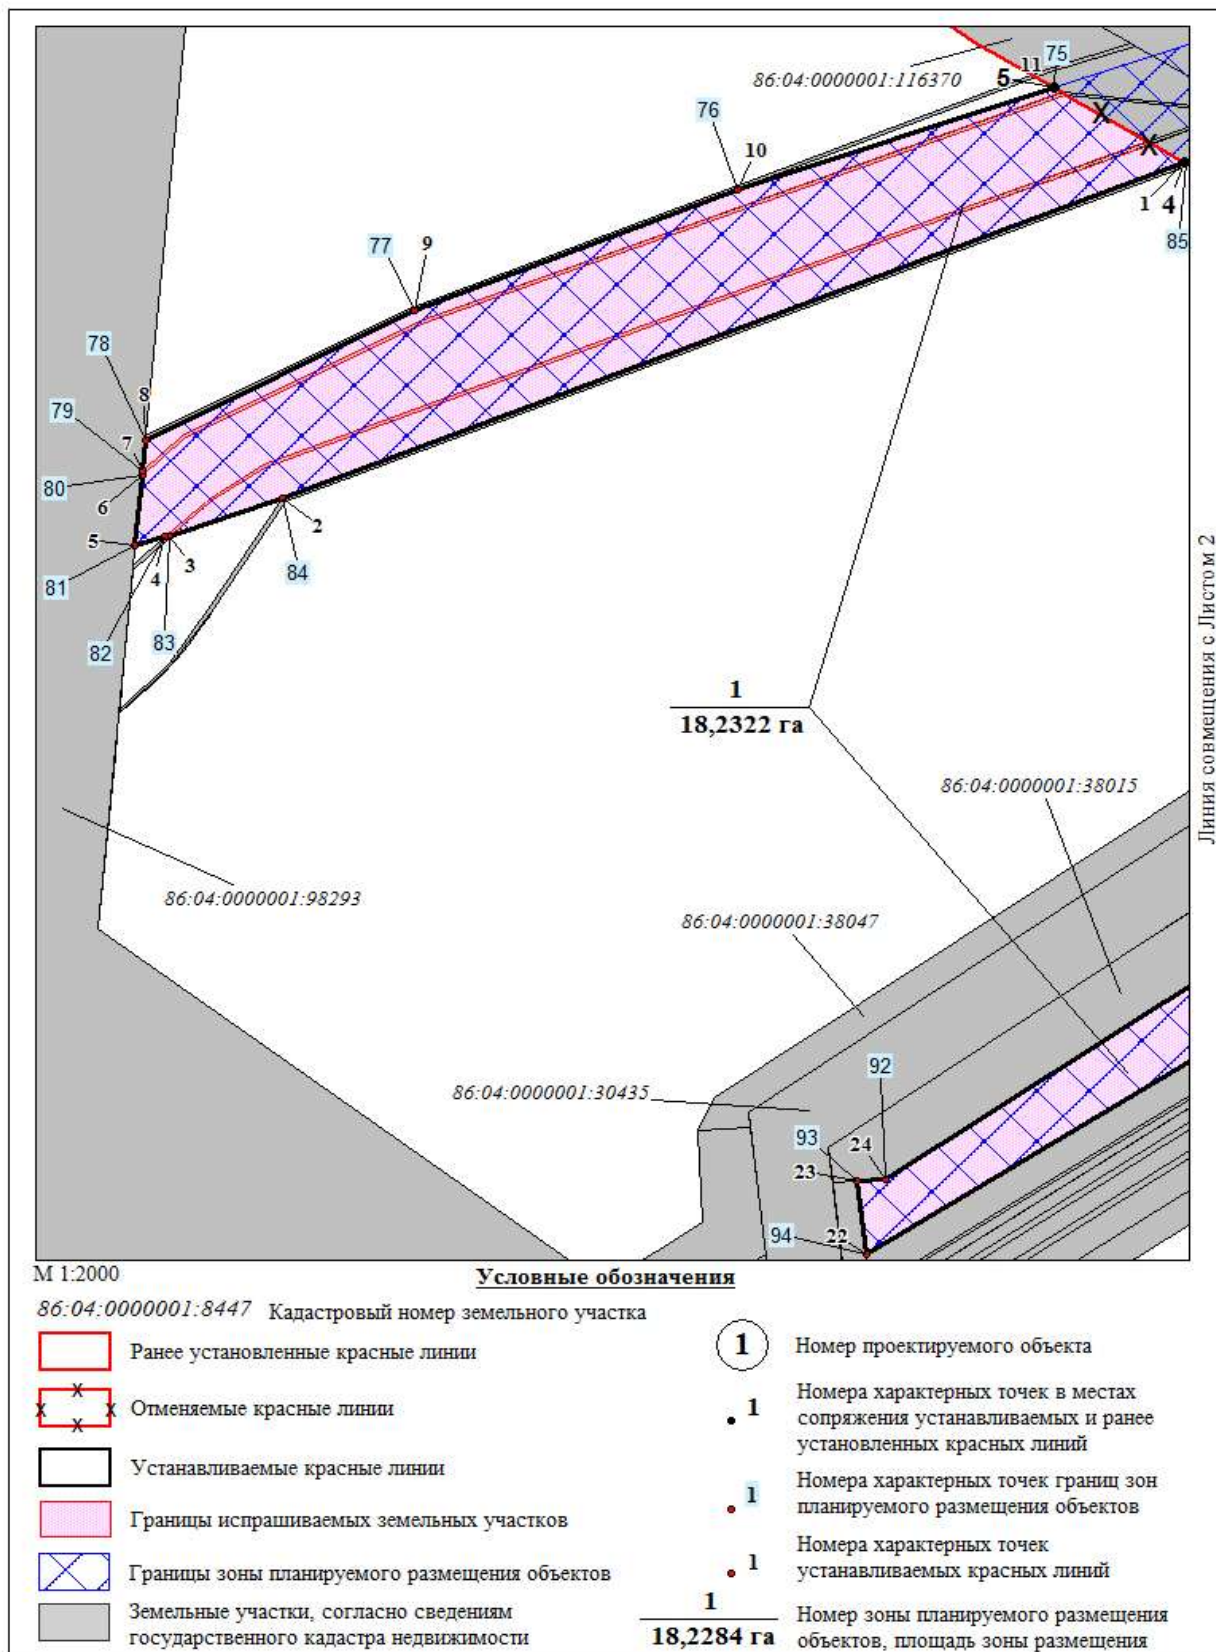 75
11
5
86:04:0000001:116370
76
10
1
4
85
77
9
78
8
79
7
80
6
5
2
81
4
3
84
82
83
Линия совмещения с Листом 2
1
18,2322 га
86:04:0000001:38015
86:04:0000001:98293
86:04:0000001:38047
92
86:04:0000001:30435
93
24
23
94
22
М 1:2000
Условные обозначения
86:04:0000001:8447 Кадастровый номер земельного участка
Ранее установленные красные линии
X X X X
Отменяемые красные линии
Устанавливаемые красные линии
Границы испрашиваемых земельных участков
Границы зоны планируемого размещения объектов
Земельные участки, согласно сведениям
государственного кадастра недвижимости
1
Номер проектируемого объекта
1
Номера характерных точек в местах
сопряжения устанавливаемых и ранее
установленных красных линий
1
Номера характерных точек границ зон
планируемого размещения объектов
1
Номера характерных точек
устанавливаемых красных линий
1
18,2284 га
Номер зоны планируемого размещения
объектов, площадь зоны размещения